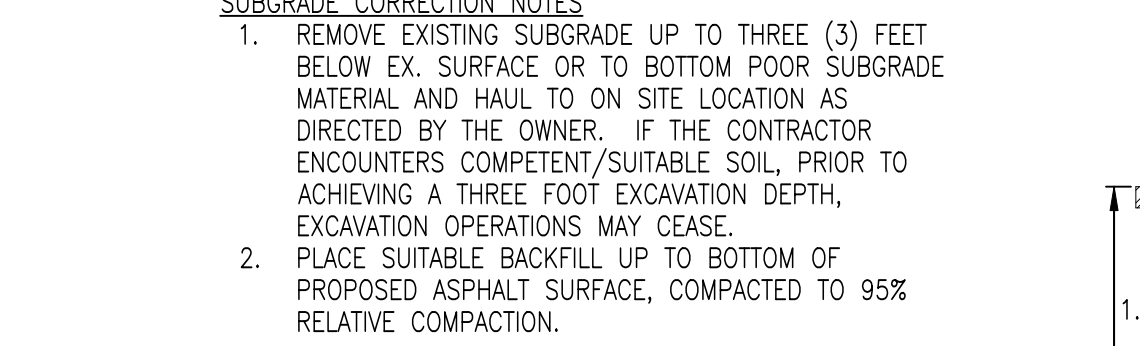 SUBGRADE CORRECTION NOTES
1. REMOVE EXISTING SUBGRADE UP TO THREE (3) FEET
BELOW EX. SURFACE OR TO BOTTOM POOR SUBGRADE
MATERIAL AND HAUL TO ON SITE LOCATION AS
DIRECTED BY THE OWNER. IF THE CONTRACTOR
ENCOUNTERS COMPETENT/SUITABLE SOIL, PRIOR TO
ACHIEVING A THREE FOOT EXCAVATION DEPTH,
EXCAVATION OPERATIONS MAY CEASE.
2. PLACE SUITABLE BACKFILL UP TO BOTTOM OF
PROPOSED ASPHALT SURFACE, COMPACTED TO 95%
RELATIVE COMPACTION.
1.